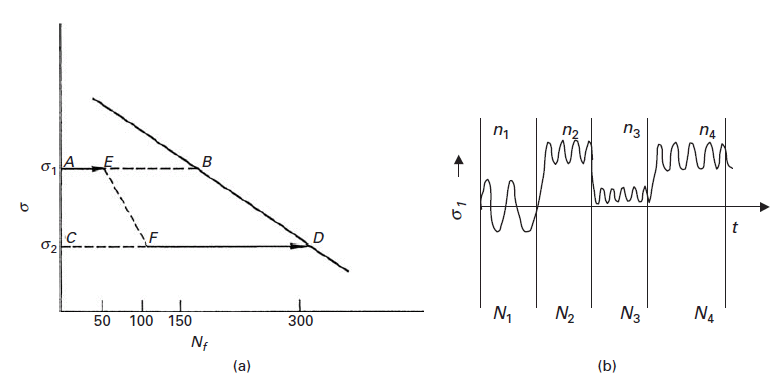 σ
σ1 A E B
σ2 C F D
50 100 150 300
Nf
(a)
n1 n2 n3 n4
σ1
t
N1 N2 N3 N4
(b)